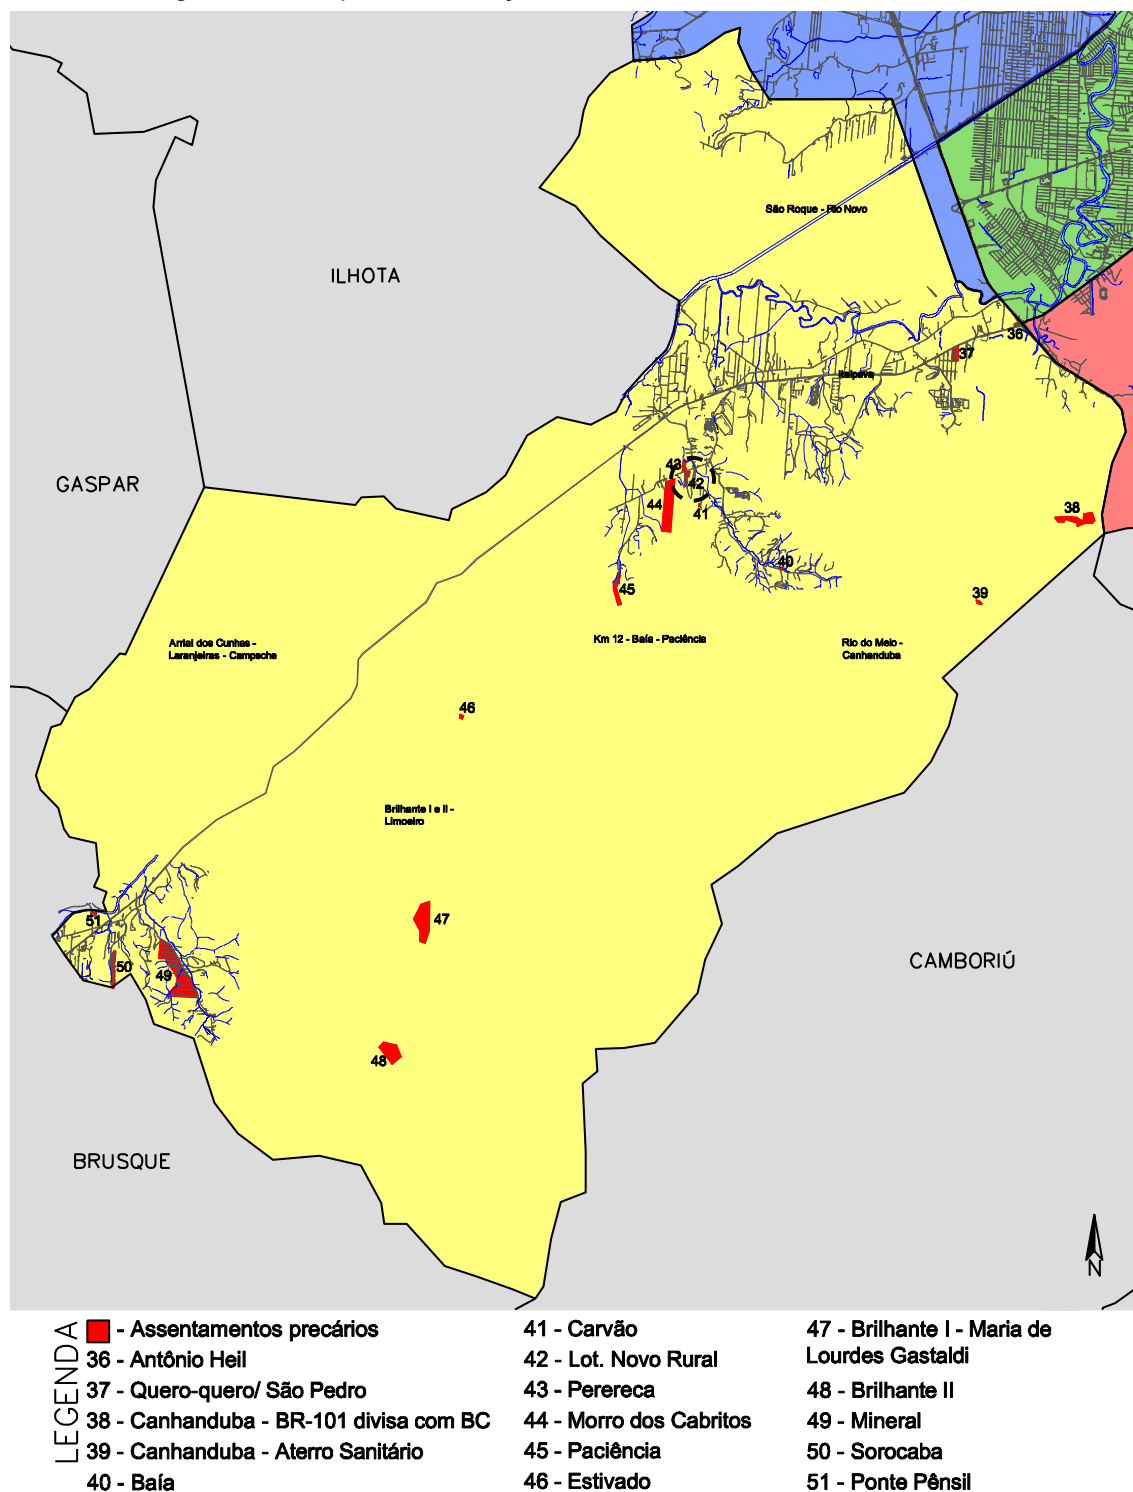 São Roque - Rio Novo
ILHOTA
36
37
Itaipava
43
GASPAR
42
44
41
38
40
45
39
Km 12 - Baía - Paciência
Arrial dos Cunhas -
Laranjeiras - Campeche
Rio do Meio -
Canhanduba
46
Brilhante I e II -
Limoeiro
51
47
50
49
CAMBORIÚ
48
BRUSQUE
N
LEGENDA
- Assentamentos precários
36 - Antônio Heil
37 - Quero-quero/ São Pedro
38 - Canhanduba - BR-101 divisa com BC
39 - Canhanduba - Aterro Sanitário
40 - Baía
41 - Carvão
42 - Lot. Novo Rural
43 - Perereca
44 - Morro dos Cabritos
45 - Paciência
46 - Estivado
47 - Brilhante I - Maria de
Lourdes Gastaldi
48 - Brilhante II
49 - Mineral
50 - Sorocaba
51 - Ponte Pênsil